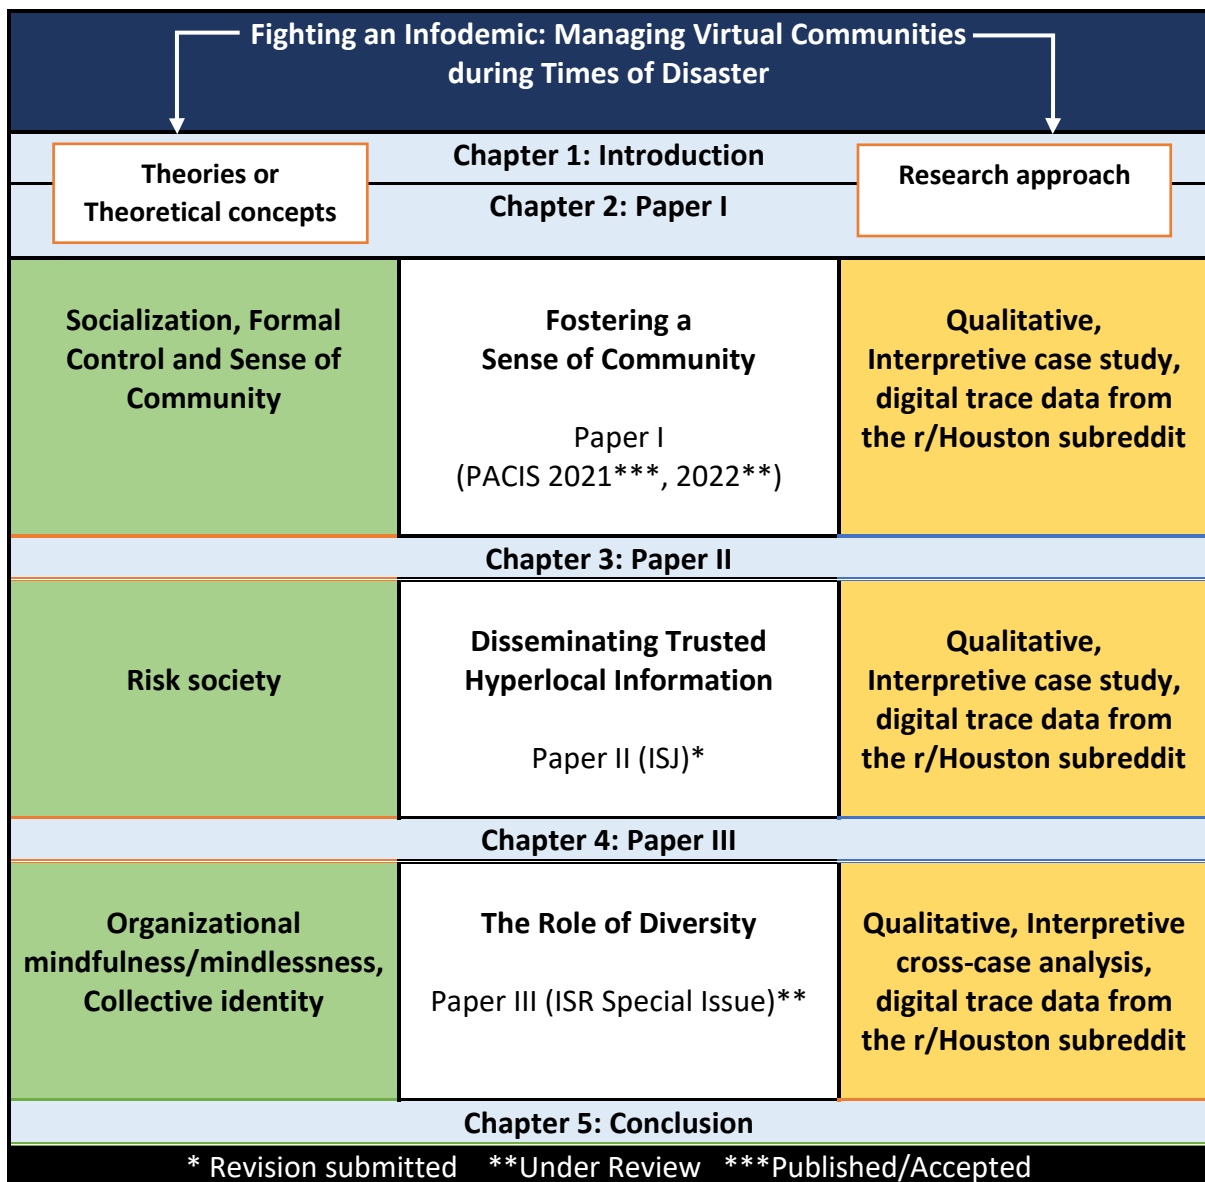 Fighting an Infodemic: Managing Virtual Communities
during Times of Disaster
Chapter 1: Introduction
Theories or
Theoretical concepts
Research approach
Chapter 2: Paper I
Socialization, Formal
Control and Sense of
Community
Fostering a
Sense of Community
Paper I
(PACIS 2021***, 2022**)
Qualitative,
Interpretive case study,
digital trace data from
the r/Houston subreddit
Chapter 3: Paper II
Risk society
Disseminating Trusted
Hyperlocal Information
Paper II (ISJ)*
Qualitative,
Interpretive case study,
digital trace data from
the r/Houston subreddit
Chapter 4: Paper III
Organizational
mindfulness/mindlessness,
Collective identity
The Role of Diversity
Paper III (ISR Special Issue)**
Qualitative, Interpretive
cross-case analysis,
digital trace data from
the r/Houston subreddit
Chapter 5: Conclusion
* Revision submitted **Under Review ***Published/Accepted